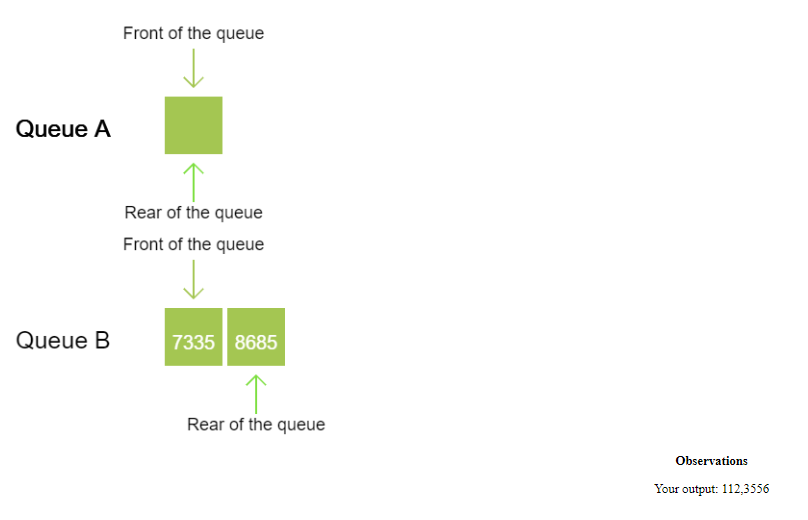 Front of the queue
Queue A
Rear of the queue
Front of the queue
Queue B
7335 8685
Rear of the queue
Observations
Your output: 112,3556